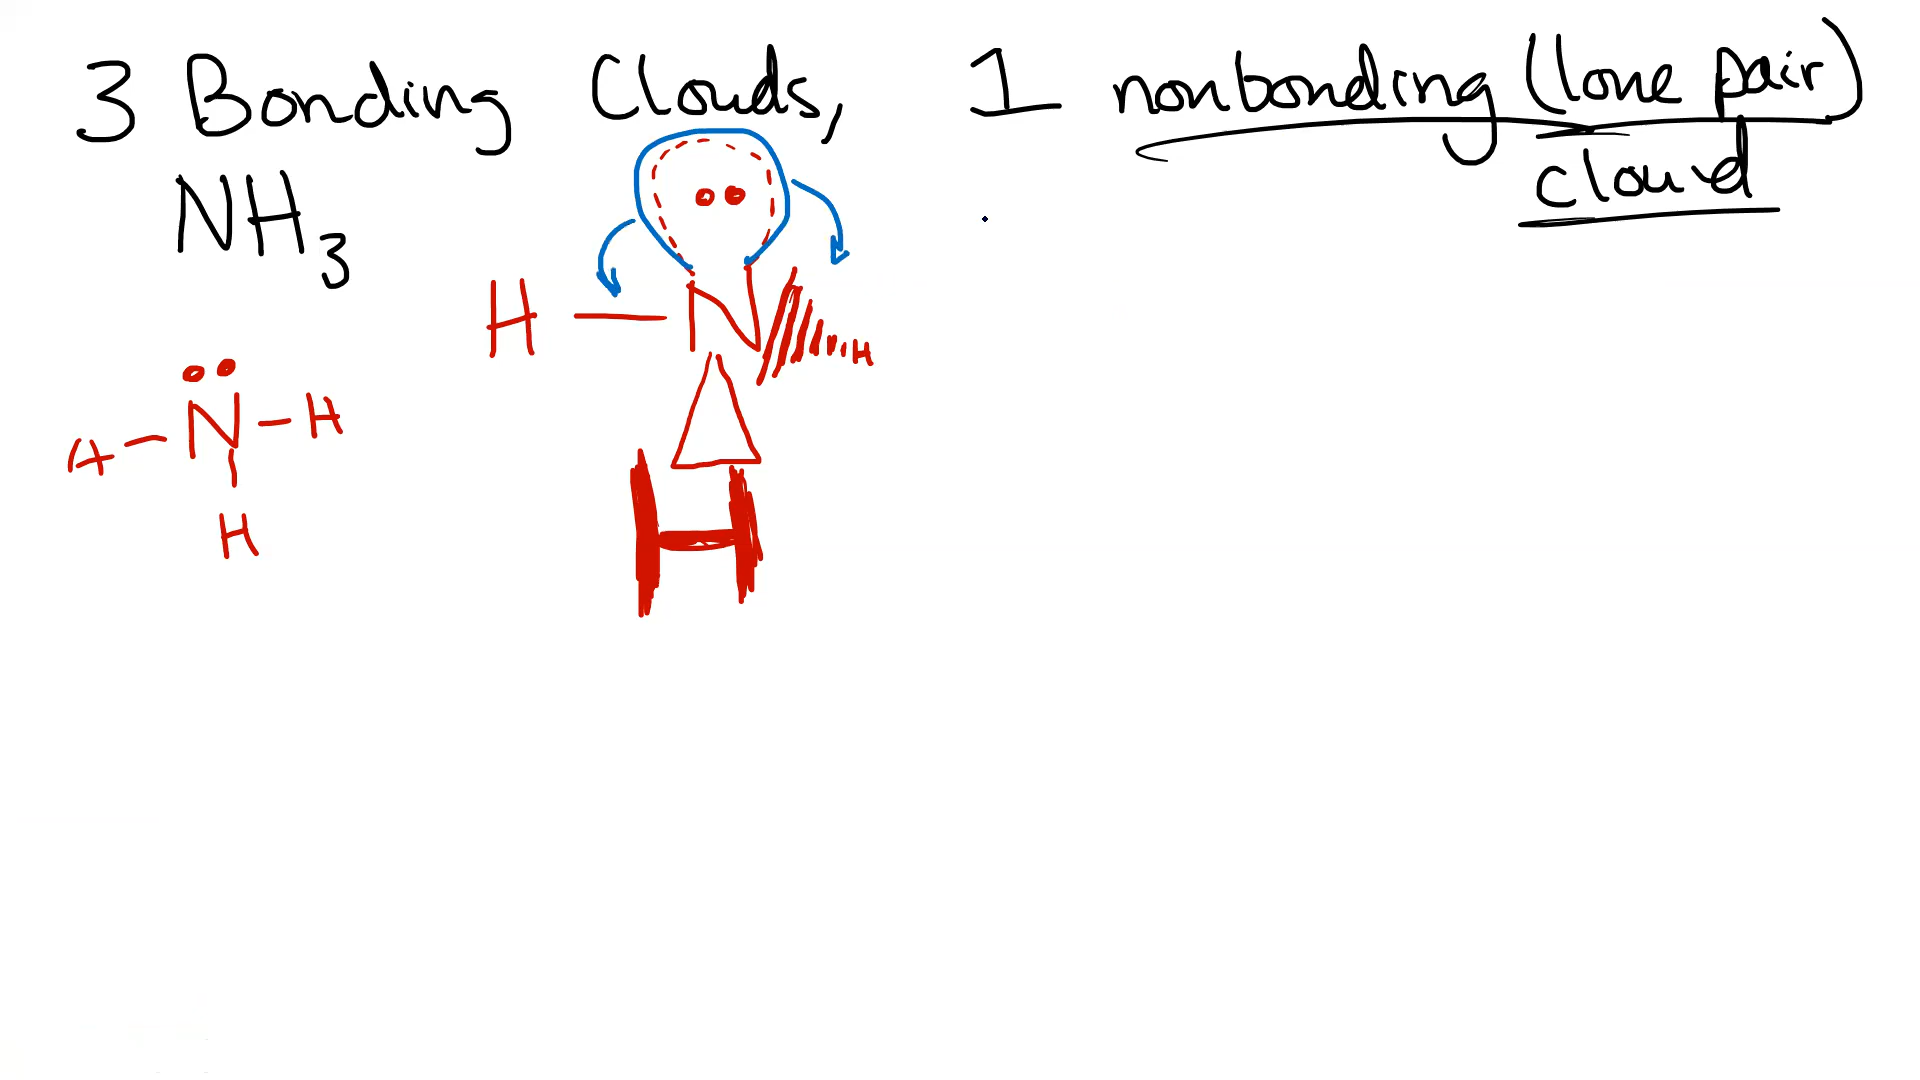 3 Bonding Clouds, 1 nonbonding (lone pair)
cloud
NH3
H N H
H
N H
H
H